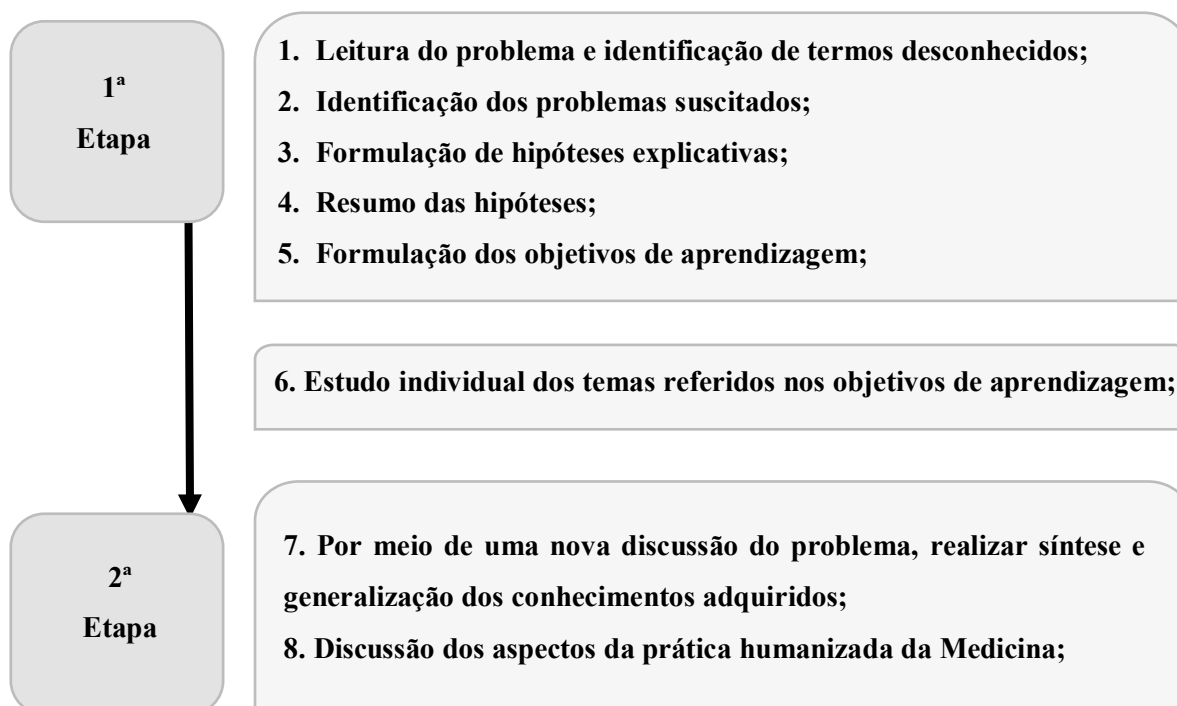 1ª
Etapa
1. Leitura do problema e identificação de termos desconhecidos;
2. Identificação dos problemas suscitados;
3. Formulação de hipóteses explicativas;
4. Resumo das hipóteses;
5. Formulação dos objetivos de aprendizagem;
6. Estudo individual dos temas referidos nos objetivos de aprendizagem;
2ª
Etapa
7. Por meio de uma nova discussão do problema, realizar síntese e
generalização dos conhecimentos adquiridos;
8. Discussão dos aspectos da prática humanizada da Medicina;